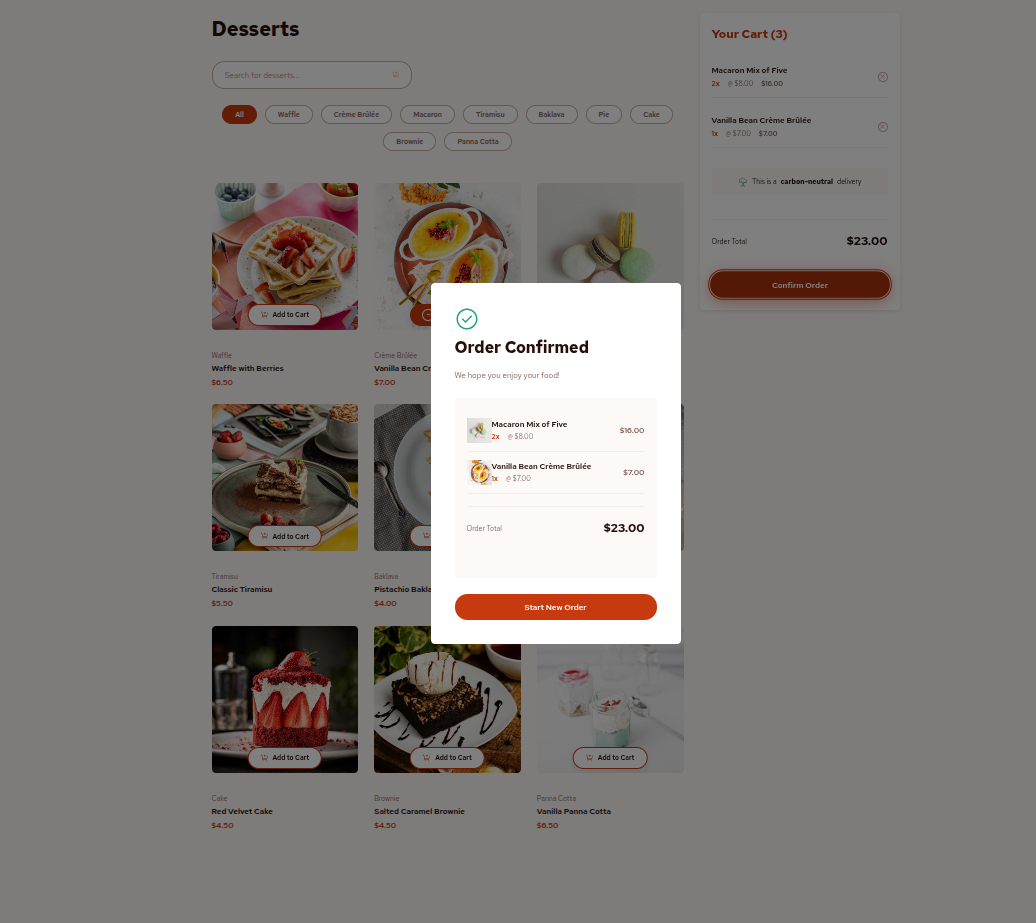 Desserts
Search for desserts...
All Waffle Crème Brûlée Macaron Tiramisu Baklava Pie Cake
Brownie Panna Cotta
Add to Cart
Waffle
Waffle with Berries
$6.50
Crème Brûlée
Vanilla Bean Cr
$7.00
Add to Cart
Tiramisu
Classic Tiramisu
$5.50
Baklava
Pistachio Bakla
$4.00
Add to Cart
Cake
Red Velvet Cake
$4.50
Add to Cart
Brownie
Salted Caramel Brownie
$4.50
Add to Cart
Panna Cotta
Vanilla Panna Cotta
$6.50
Your Cart (3)
Macaron Mix of Five
2x @ $8.00 $16.00
Vanilla Bean Crème Brûlée
1x @ $7.00 $7.00
This is a carbon-neutral delivery
Order Total $23.00
Confirm Order
Order Confirmed
We hope you enjoy your food!
Macaron Mix of Five
2x @ $8.00 $16.00
Vanilla Bean Crème Brûlée
1x @ $7.00 $7.00
Order Total $23.00
Start New Order